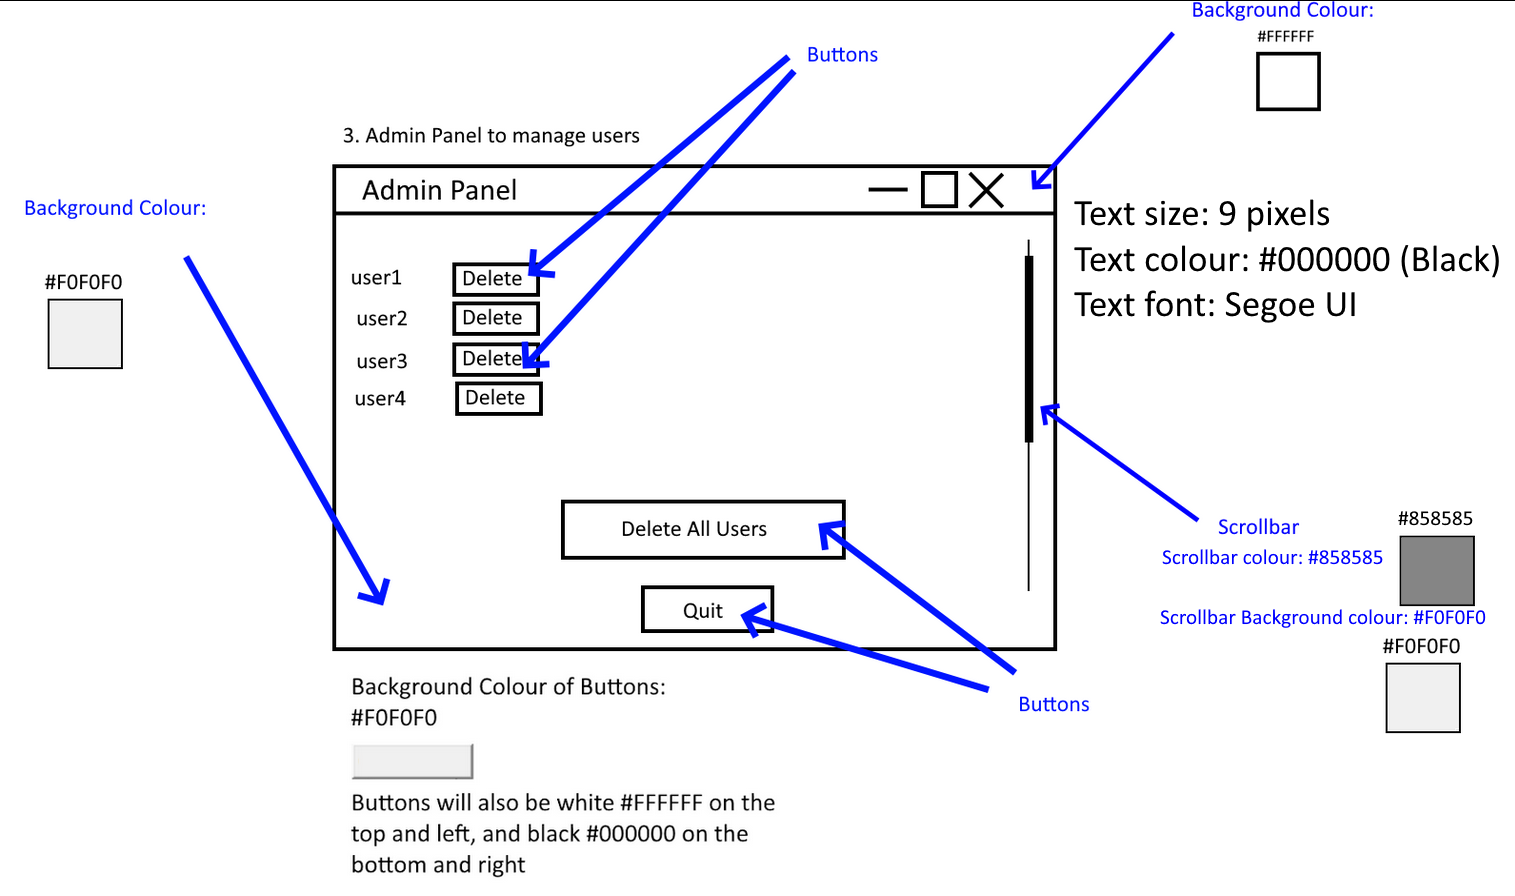 Background Colour:
#FFFFFF
Buttons
3. Admin Panel to manage users
Admin Panel
Background Colour:
#F0F0F0
Text size: 9 pixels
Text colour: #000000 (Black)
Text font: Segoe UI
user1 Delete
user2 Delete
user3 Delete
user4 Delete
Delete All Users
Quit
Scrollbar
Scrollbar colour: #858585
#858585
Scrollbar Background colour: #F0F0F0
#F0F0F0
Buttons
Background Colour of Buttons:
#F0F0F0
Buttons will also be white #FFFFFF on the
top and left, and black #000000 on the
bottom and right